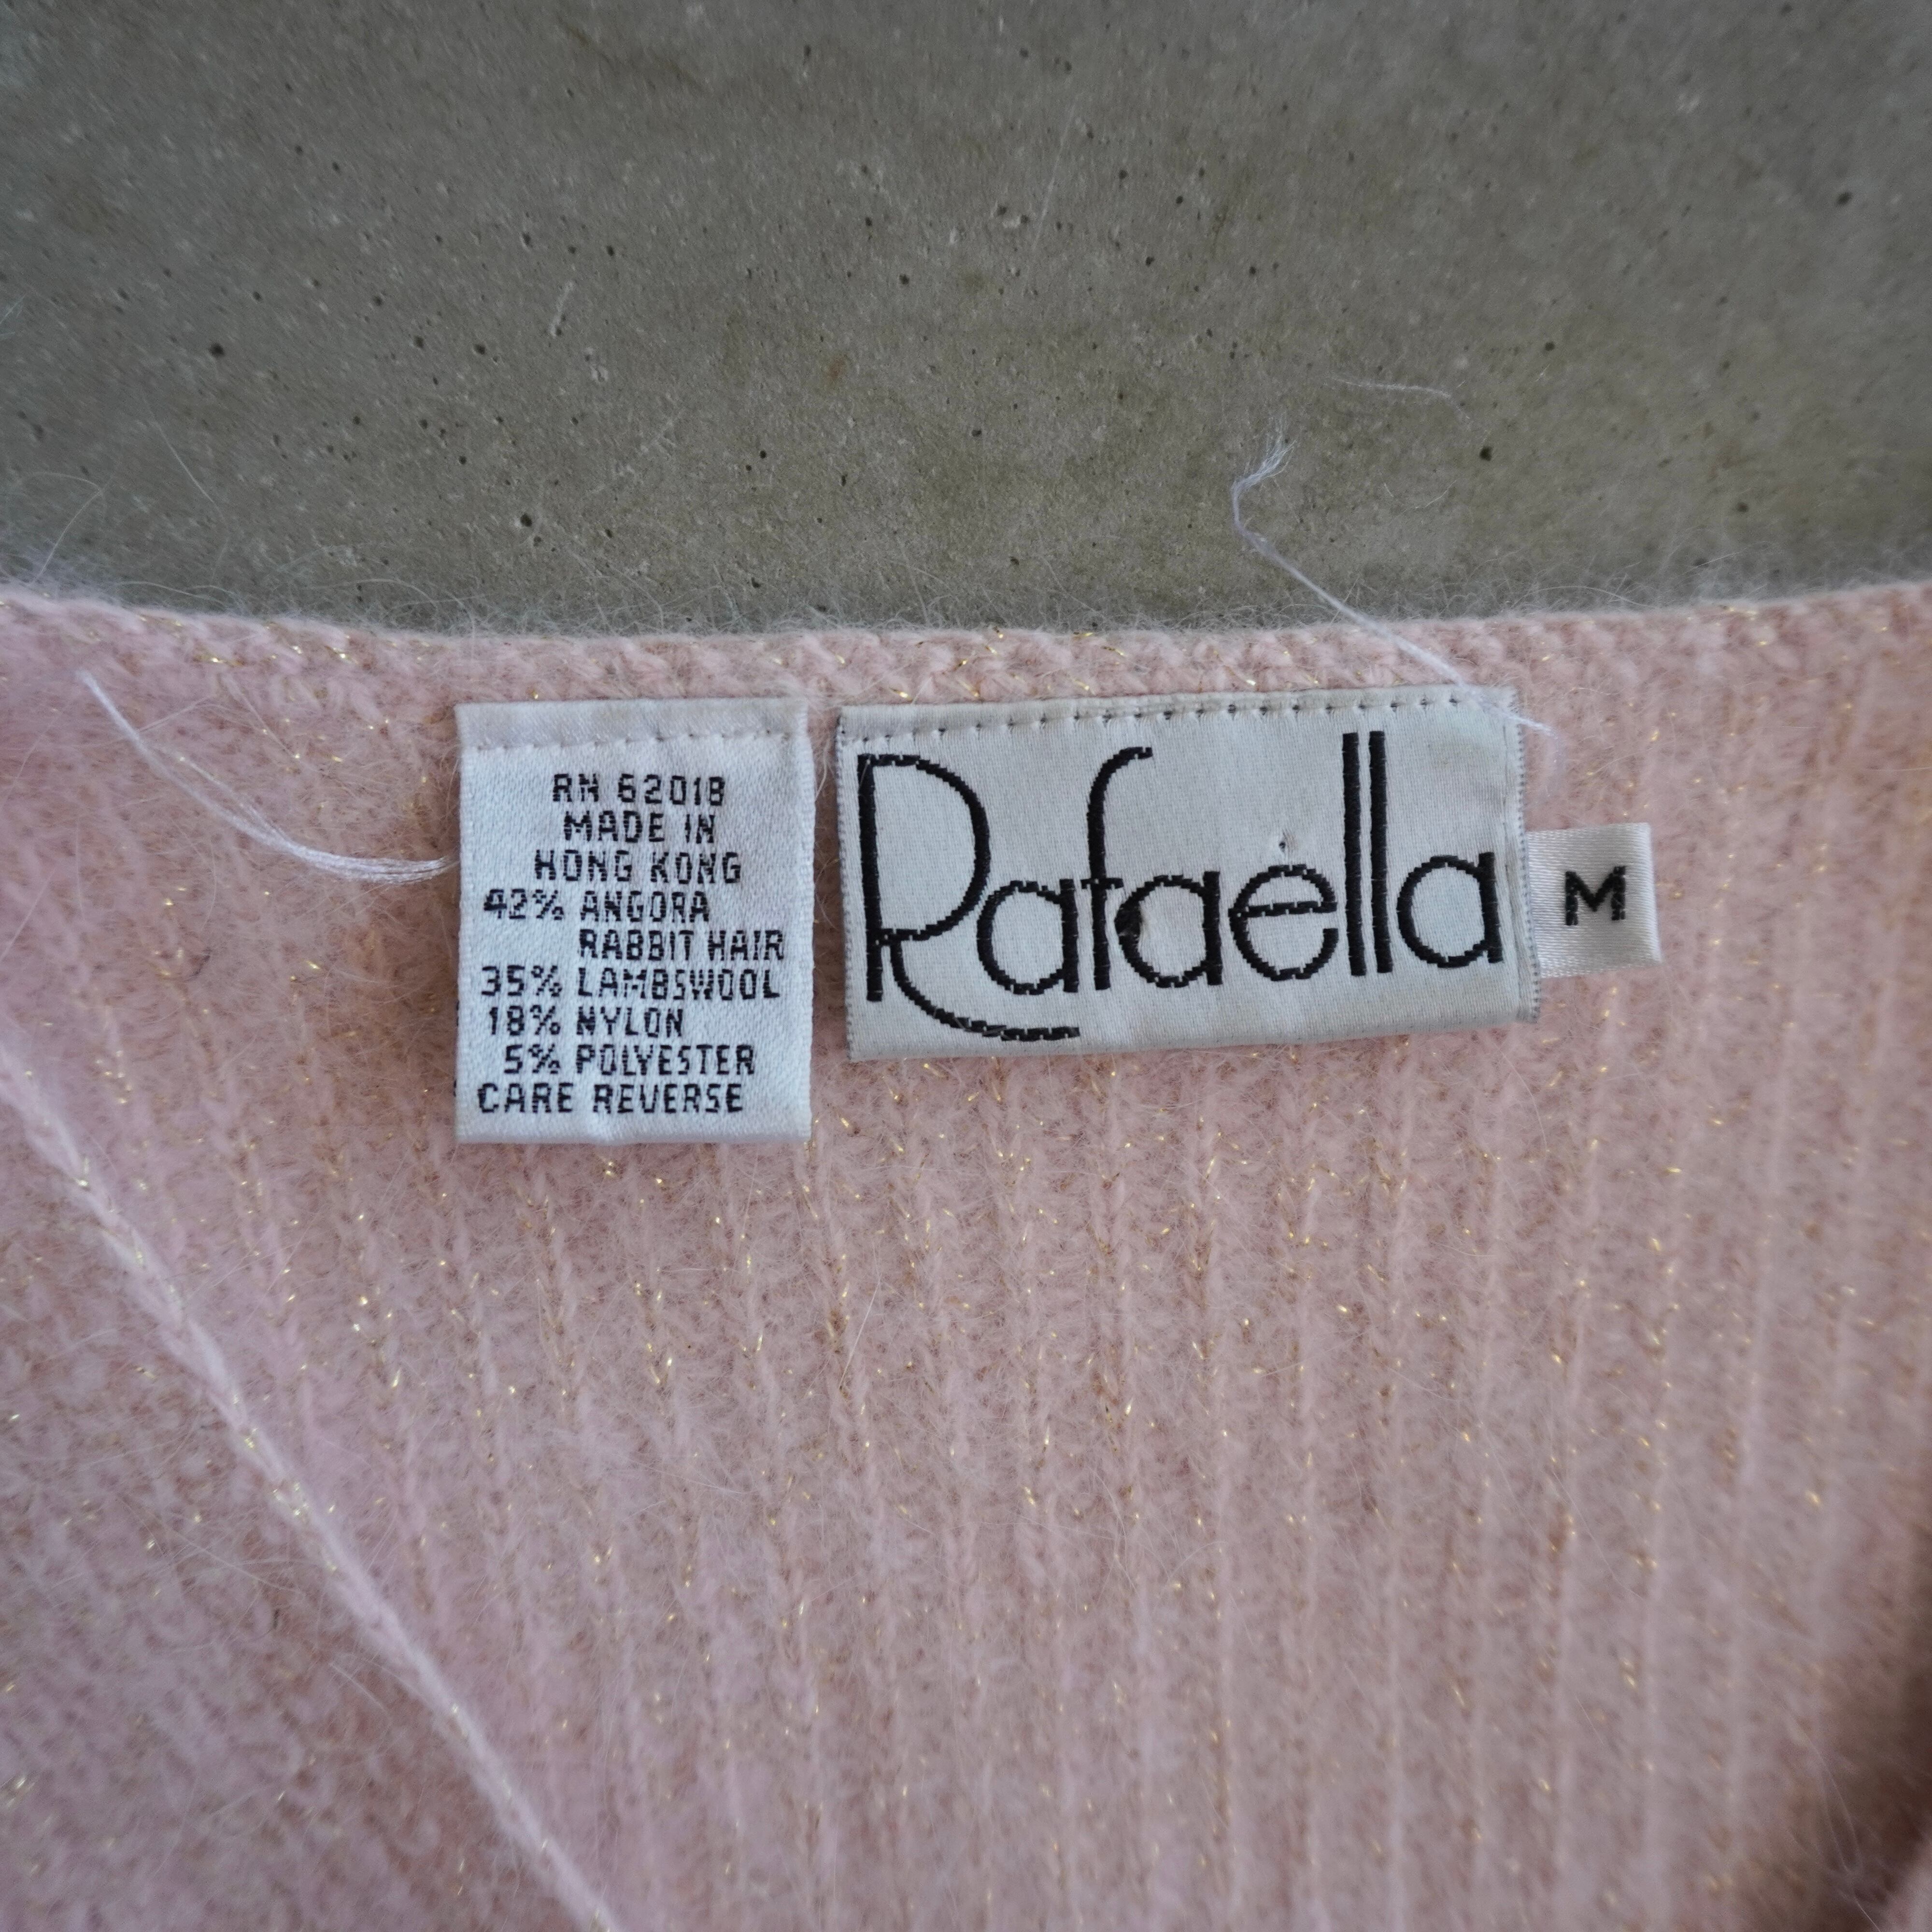 RN 62018
MADE IN
HONG KONG
42% ANGORA
RABBIT HAIR
35% LAMBSWOOL
18% NYLON
5% POLYESTER
CARE REVERSE
Rafaella
M